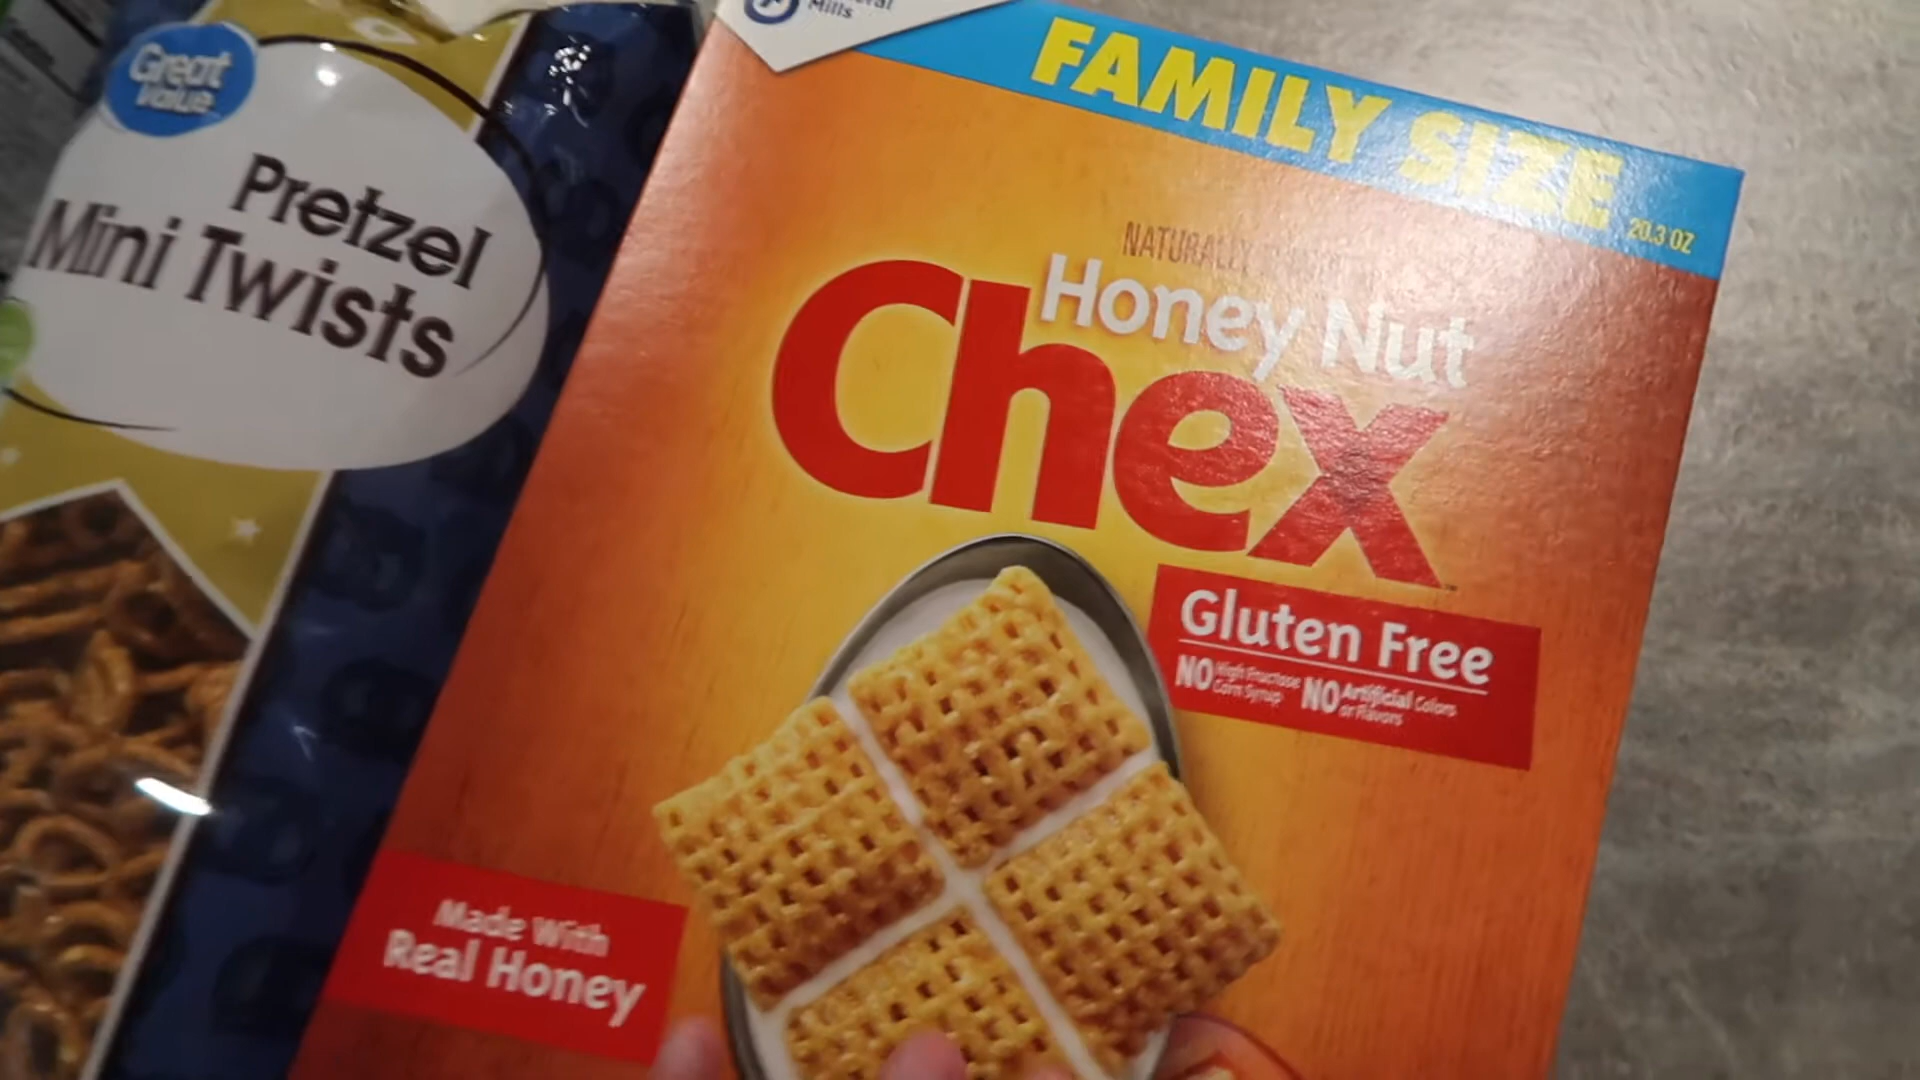 Great
Value
Pretzel
Mini Twists
Mills
FAMILY SIZE
20.3 OZ
NATURALLY
Honey Nut
Chex
Gluten Free
NO High Fructose Corn Syrup NO Artificial Colors or Flavors
Made With
Real Honey